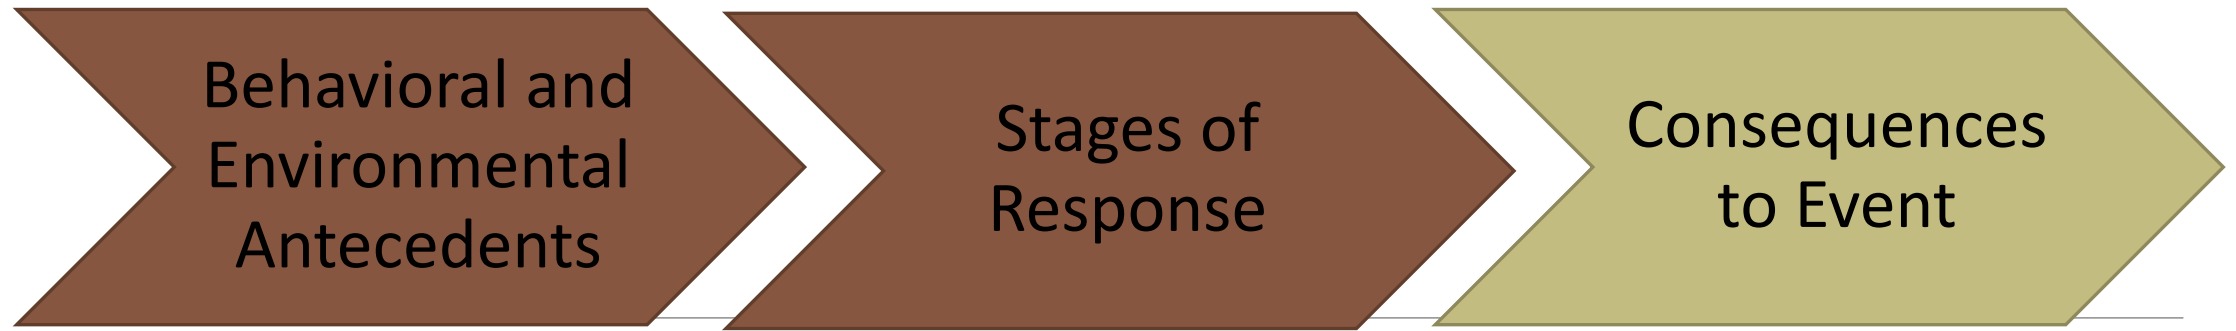 Behavioral and
Environmental
Antecedents
Stages of
Response
Consequences
to Event